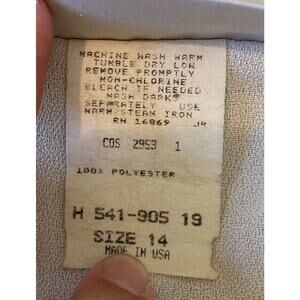 MACHINE WASH WARM
TUMBLE DRY LOW
REMOVE PROMPTLY
NON-CHLORINE
BLEACH IF NEEDED
WASH DARKS
SEPARATELY USE
WARM STEAM IRON
RN 16869 J4
COS 2953 1
100% POLYESTER
H 541-905 19
SIZE 14
MADE IN USA